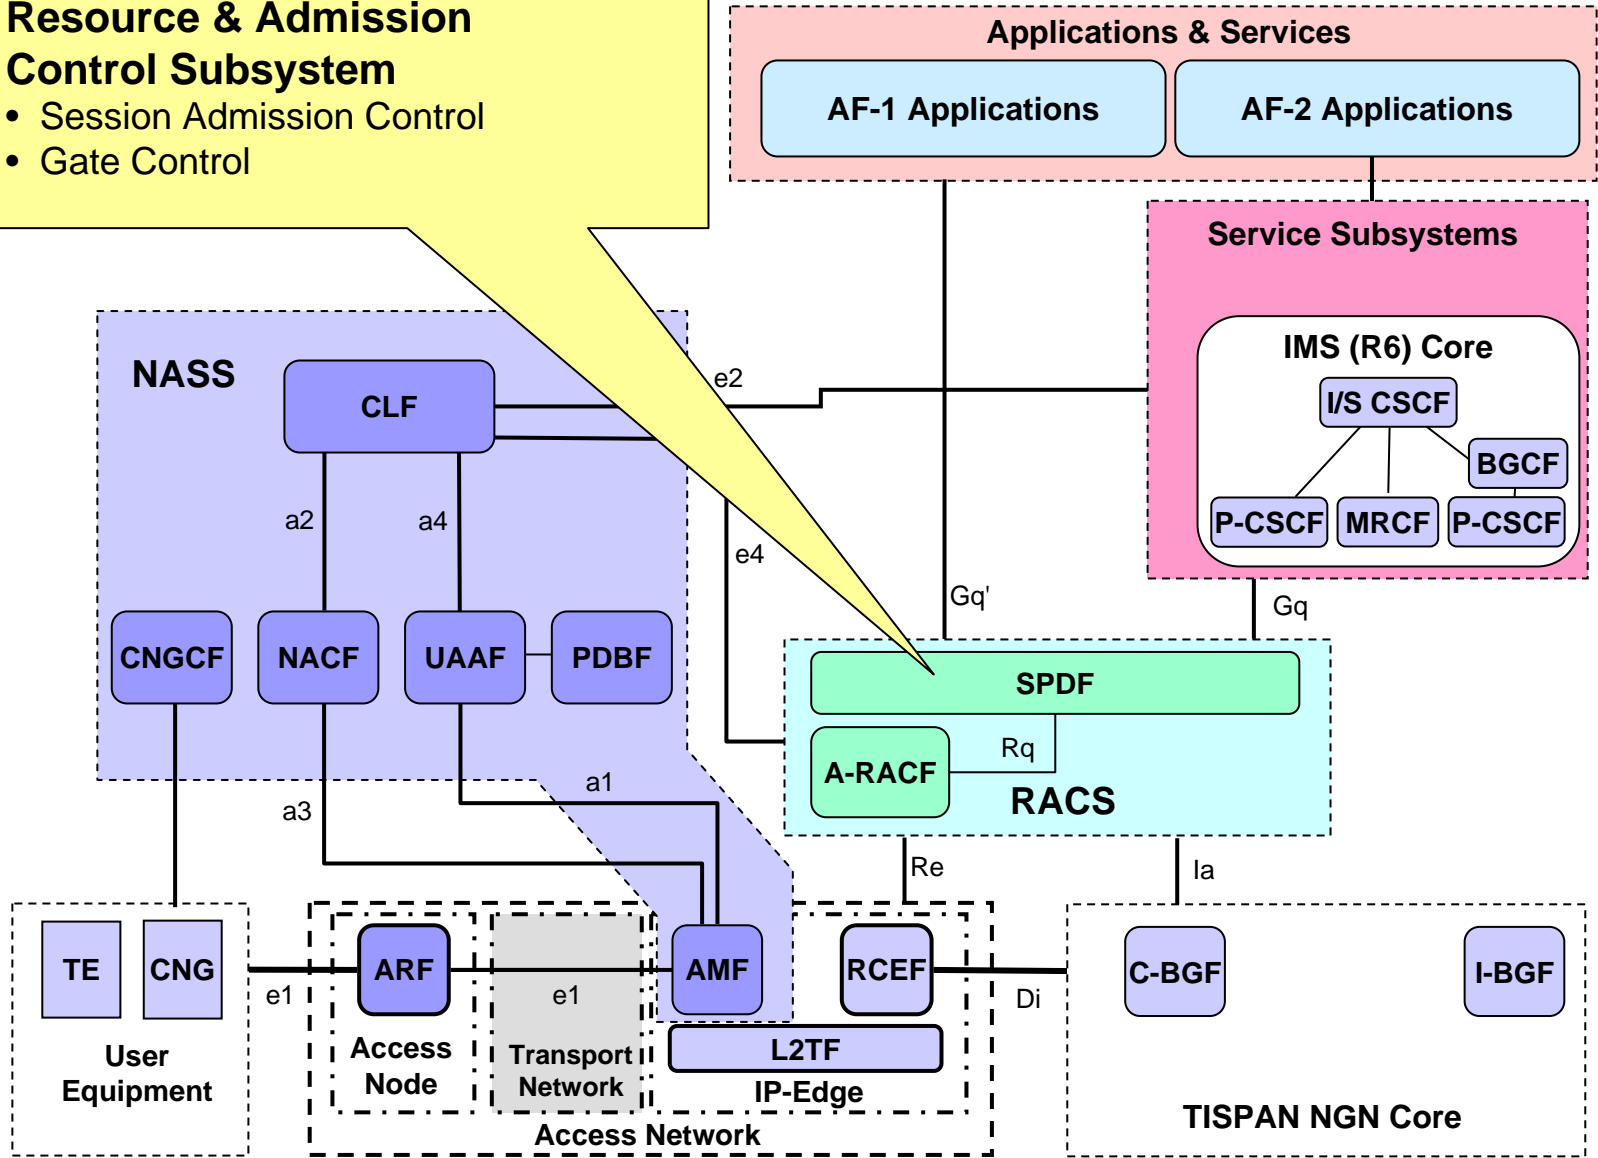 Resource & Admission
Control Subsystem
• Session Admission Control
• Gate Control
Applications & Services
AF-1 Applications
AF-2 Applications
Service Subsystems
IMS (R6) Core
I/S CSCF
BGCF
P-CSCF
MRCF
P-CSCF
NASS
CLF
e2
a2
a4
e4
Gq'
Gq
CNGCF
NACF
UAAF
PDBF
SPDF
A-RACF
Rq
RACS
a1
a3
Re
Ia
TE
CNG
ARF
AMF
RCEF
C-BGF
I-BGF
e1
e1
Di
User
Equipment
Access
Node
Transport
Network
L2TF
IP-Edge
Access Network
TISPAN NGN Core